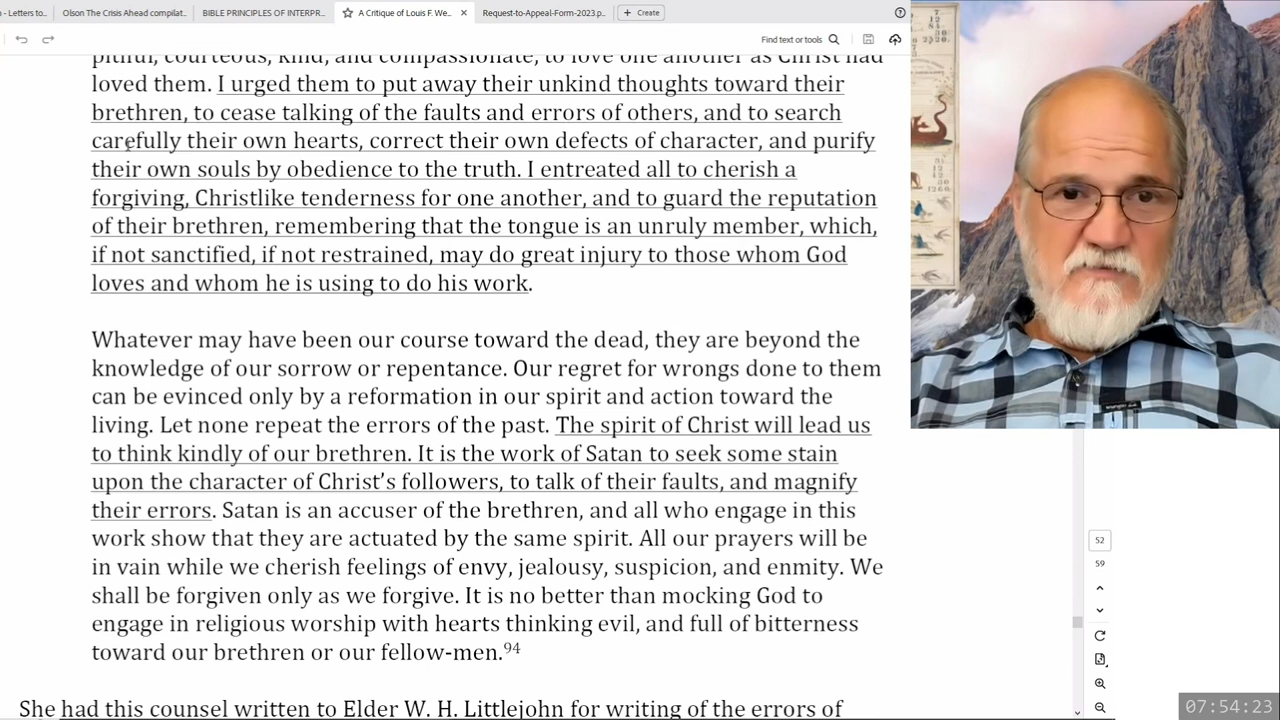 - Letters to...
Olson The Crisis Ahead compilat...
BIBLE PRINCIPLES OF INTERPR...
A Critique of Louis F. We...
Request-to-Appeal-Form-2023.p...
+ Create
Find text or tools
pitiful, courteous, kind, and compassionate, to love one another as Christ had
loved them. I urged them to put away their unkind thoughts toward their
brethren, to cease talking of the faults and errors of others, and to search
carefully their own hearts, correct their own defects of character, and purify
their own souls by obedience to the truth. I entreated all to cherish a
forgiving, Christlike tenderness for one another, and to guard the reputation
of their brethren, remembering that the tongue is an unruly member, which,
if not sanctified, if not restrained, may do great injury to those whom God
loves and whom he is using to do his work.
Whatever may have been our course toward the dead, they are beyond the
knowledge of our sorrow or repentance. Our regret for wrongs done to them
can be evinced only by a reformation in our spirit and action toward the
living. Let none repeat the errors of the past. The spirit of Christ will lead us
to think kindly of our brethren. It is the work of Satan to seek some stain
upon the character of Christ's followers, to talk of their faults, and magnify
their errors. Satan is an accuser of the brethren, and all who engage in this
work show that they are actuated by the same spirit. All our prayers will be
in vain while we cherish feelings of envy, jealousy, suspicion, and enmity. We
shall be forgiven only as we forgive. It is no better than mocking God to
engage in religious worship with hearts thinking evil, and full of bitterness
toward our brethren or our fellow-men.94
She had this counsel written to Elder W. H. Littlejohn for writing of the errors of
52
59
07:54:23